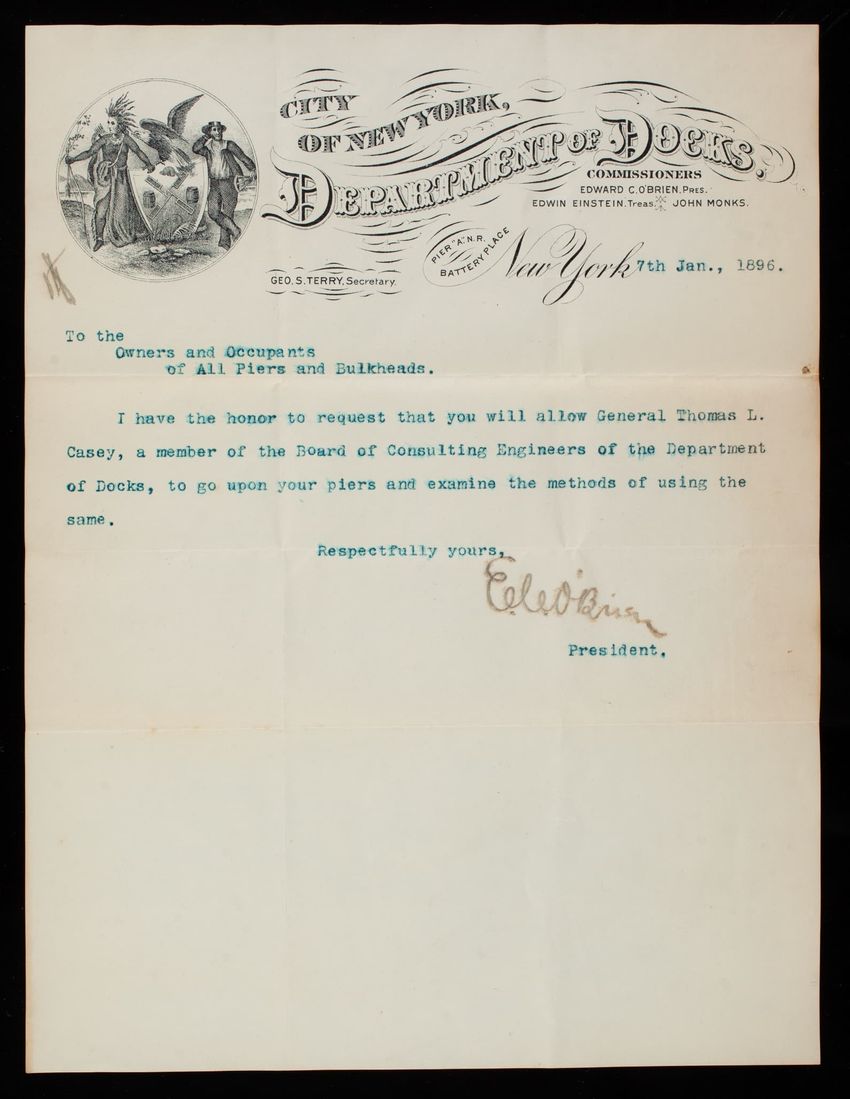 CITY
OF NEW YORK,
DEPARTMENT OF DOCKS.
COMMISSIONERS
EDWARD C. O'BRIEN, PRES.
EDWIN EINSTEIN, Treas. JOHN MONKS.
PIER "A", N.R.
BATTERY PLACE
New York 7th Jan., 1896.
GEO. S. TERRY, Secretary.
To the
Owners and Occupants
of All Piers and Bulkheads.
I have the honor to request that you will allow General Thomas L.
Casey, a member of the Board of Consulting Engineers of the Department
of Docks, to go upon your piers and examine the methods of using the
same.
Respectfully yours,
E.C. O'Brien
President.